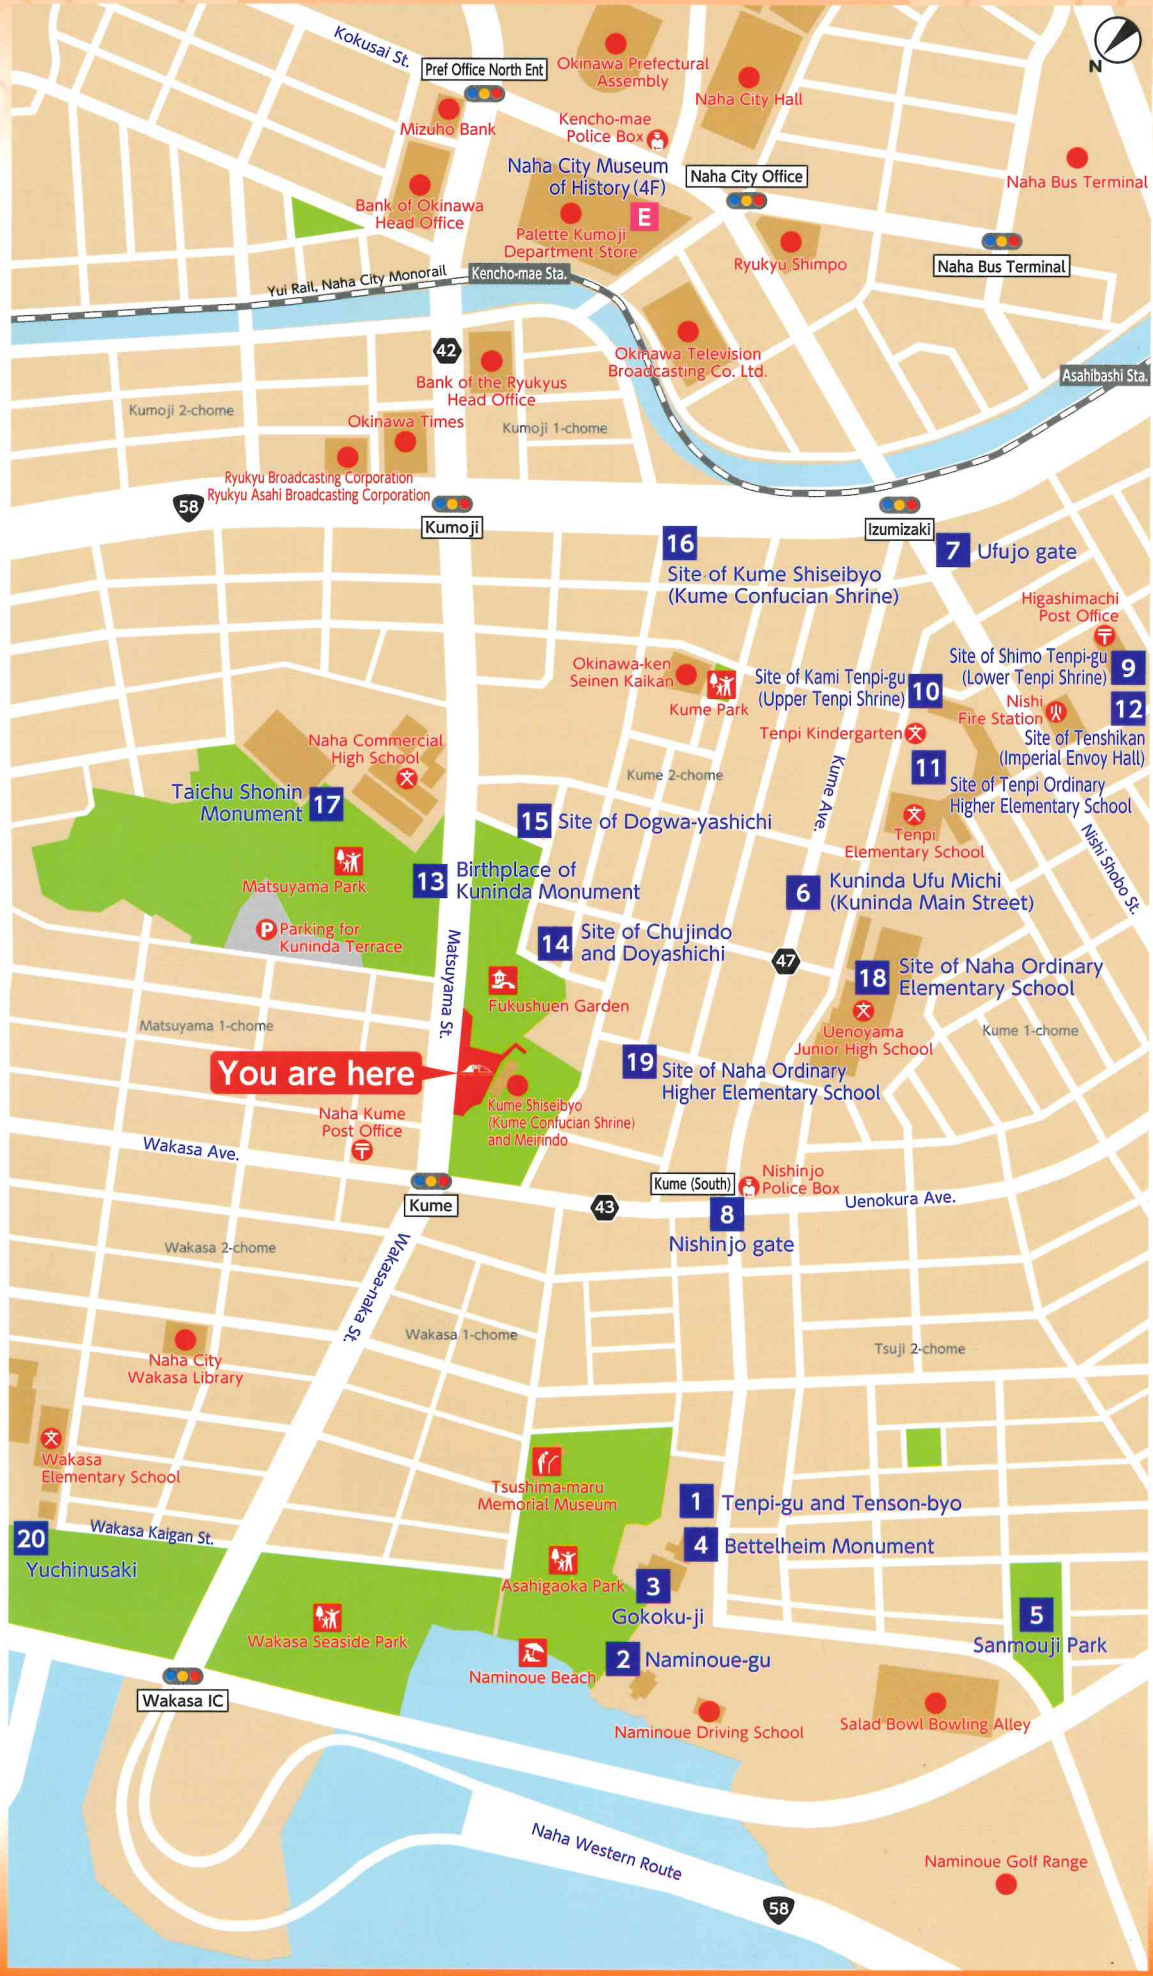 Kokusai St.
Pref Office North Ent
Okinawa Prefectural
Assembly
Naha City Hall
N
Mizuho Bank
Kencho-mae
Police Box
Naha City Museum
of History (4F)
Naha City Office
Naha Bus Terminal
Bank of Okinawa
Head Office
E
Palette Kumoji
Department Store
Ryukyu Shimpo
Naha Bus Terminal
Yui Rail, Naha City Monorail
Kencho-mae Sta.
42
Okinawa Television
Broadcasting Co. Ltd.
Asahibashi Sta.
Bank of the Ryukyus
Head Office
Kumoji 2-chome
Okinawa Times
Kumoji 1-chome
Ryukyu Broadcasting Corporation
Ryukyu Asahi Broadcasting Corporation
58
Kumoji
Izumizaki
16
Site of Kume Shiseibyo
(Kume Confucian Shrine)
7 Ufujo gate
Higashimachi
Post Office
Okinawa-ken
Seinen Kaikan
Kume Park
Site of Kami Tenpi-gu
(Upper Tenpi Shrine)
10
Site of Shimo Tenpi-gu
(Lower Tenpi Shrine)
9
Nishi
Fire Station
火
12
Site of Tenshikan
(Imperial Envoy Hall)
Tenpi Kindergarten
文
11
Site of Tenpi Ordinary
Higher Elementary School
Naha Commercial
High School
文
Kume 2-chome
Kume Ave.
Taichu Shonin
Monument
17
15 Site of Dogwa-yashichi
文
Tenpi
Elementary School
Nishi Shobo St.
Matsuyama Park
13 Birthplace of
Kuninda Monument
6 Kuninda Ufu Michi
(Kuninda Main Street)
P Parking for
Kuninda Terrace
Matsuyama St.
14 Site of Chujindo
and Doyashichi
47
18 Site of Naha Ordinary
Elementary School
Fukushuen Garden
文
Uenoyama
Junior High School
Matsuyama 1-chome
Kume 1-chome
You are here
19 Site of Naha Ordinary
Higher Elementary School
Kume Shiseibyo
(Kume Confucian Shrine)
and Meirindo
Naha Kume
Post Office
Wakasa Ave.
Kume
43
Kume (South)
Nishinjo
Police Box
Uenokura Ave.
8
Nishinjo gate
Wakasa 2-chome
Wakasa-naka St.
Wakasa 1-chome
Tsuji 2-chome
Naha City
Wakasa Library
文
Wakasa
Elementary School
Tsushima-maru
Memorial Museum
1 Tenpi-gu and Tenson-byo
20
Yuchinusaki
Wakasa Kaigan St.
4 Bettelheim Monument
Asahigaoka Park
3
Gokoku-ji
5
Sanmouji Park
Wakasa Seaside Park
Naminoue Beach
2 Naminoue-gu
Wakasa IC
Naminoue Driving School
Salad Bowl Bowling Alley
Naha Western Route
58
Naminoue Golf Range